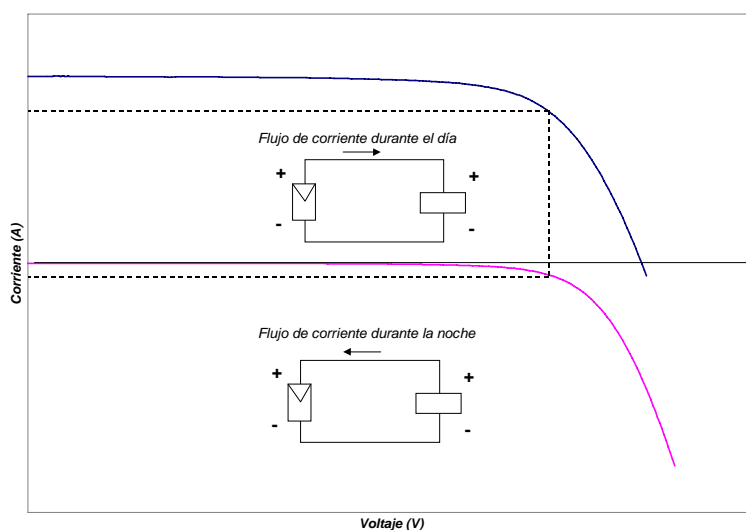 Flujo de corriente durante el día
+
+
-
-
Corriente (A)
Flujo de corriente durante la noche
+
+
-
-
Voltaje (V)